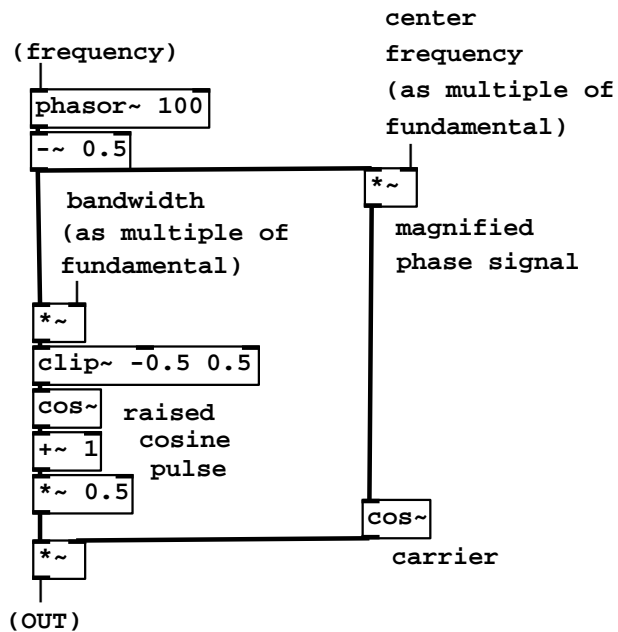 center
frequency
(as multiple of
fundamental)
(frequency)
phasor~ 100
-~ 0.5
*~
bandwidth
(as multiple of
fundamental)
magnified
phase signal
*~
clip~ -0.5 0.5
cos~
raised
cosine
pulse
+~ 1
*~ 0.5
cos~
carrier
*~
(OUT)